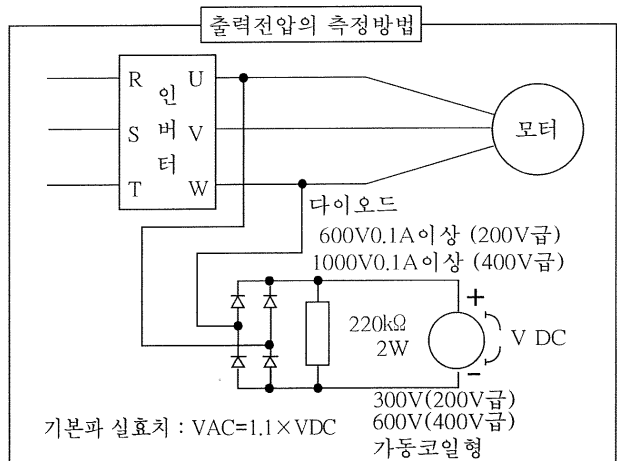 출력전압의 측정방법
R U
인
S 버 V
터
T W
모터
다이오드
600V0.1A이상 (200V급)
1000V0.1A이상 (400V급)
220kΩ
2W
+
V DC
−
300V(200V급)
600V(400V급)
가동코일형
기본파 실효치 : VAC=1.1×VDC